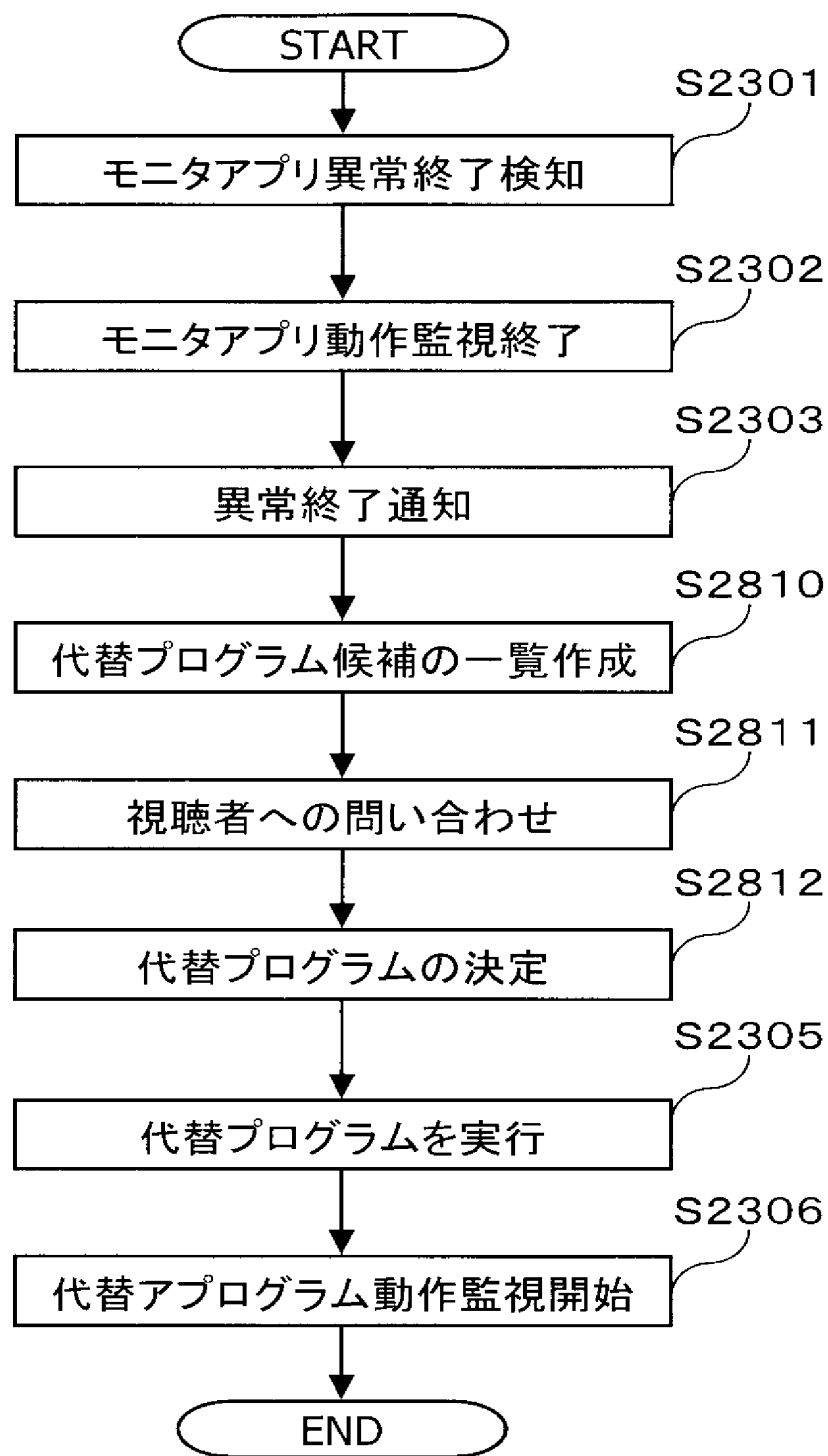 START
S2301
モニタアプリ異常終了検知
S2302
モニタアプリ動作監視終了
S2303
異常終了通知
S2810
代替プログラム候補の一覧作成
S2811
視聴者への問い合わせ
S2812
代替プログラムの決定
S2305
代替プログラムを実行
S2306
代替アプログラム動作監視開始
END